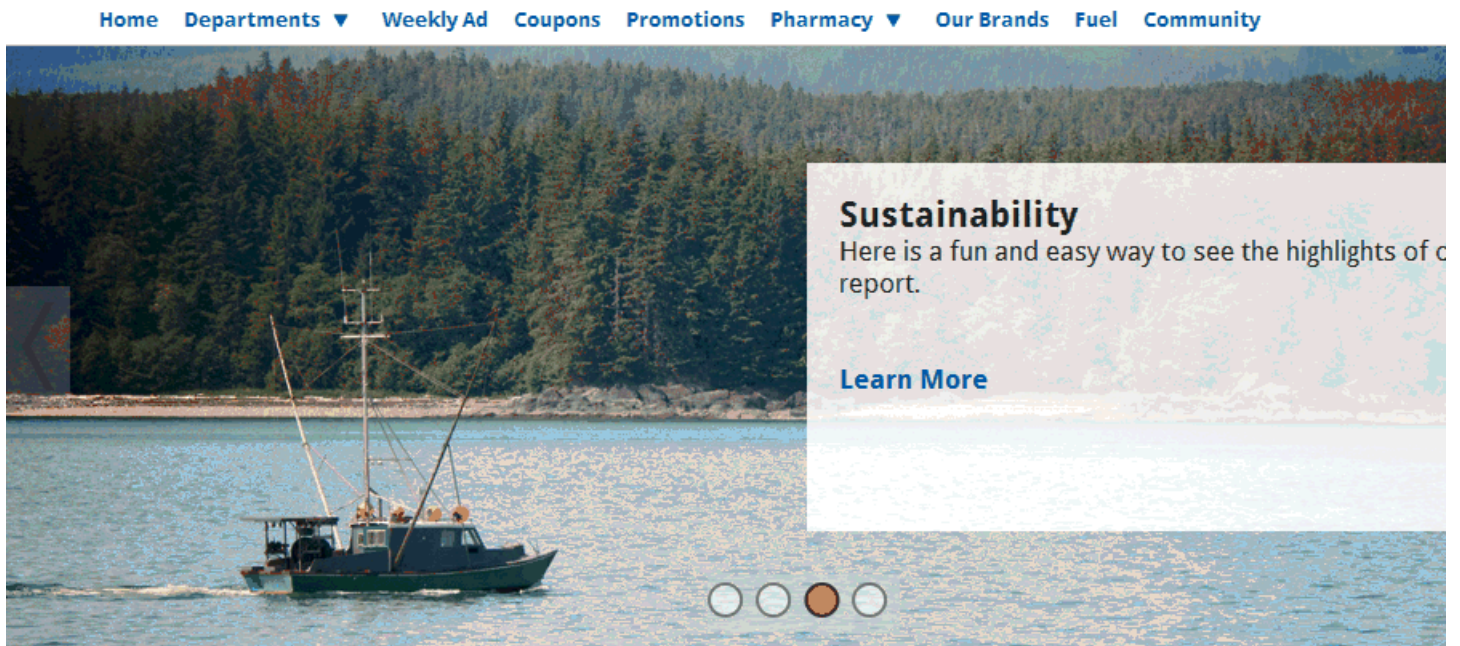 Home Departments ▼ Weekly Ad Coupons Promotions Pharmacy ▼ Our Brands Fuel Community
Sustainability
Here is a fun and easy way to see the highlights of
report.
Learn More